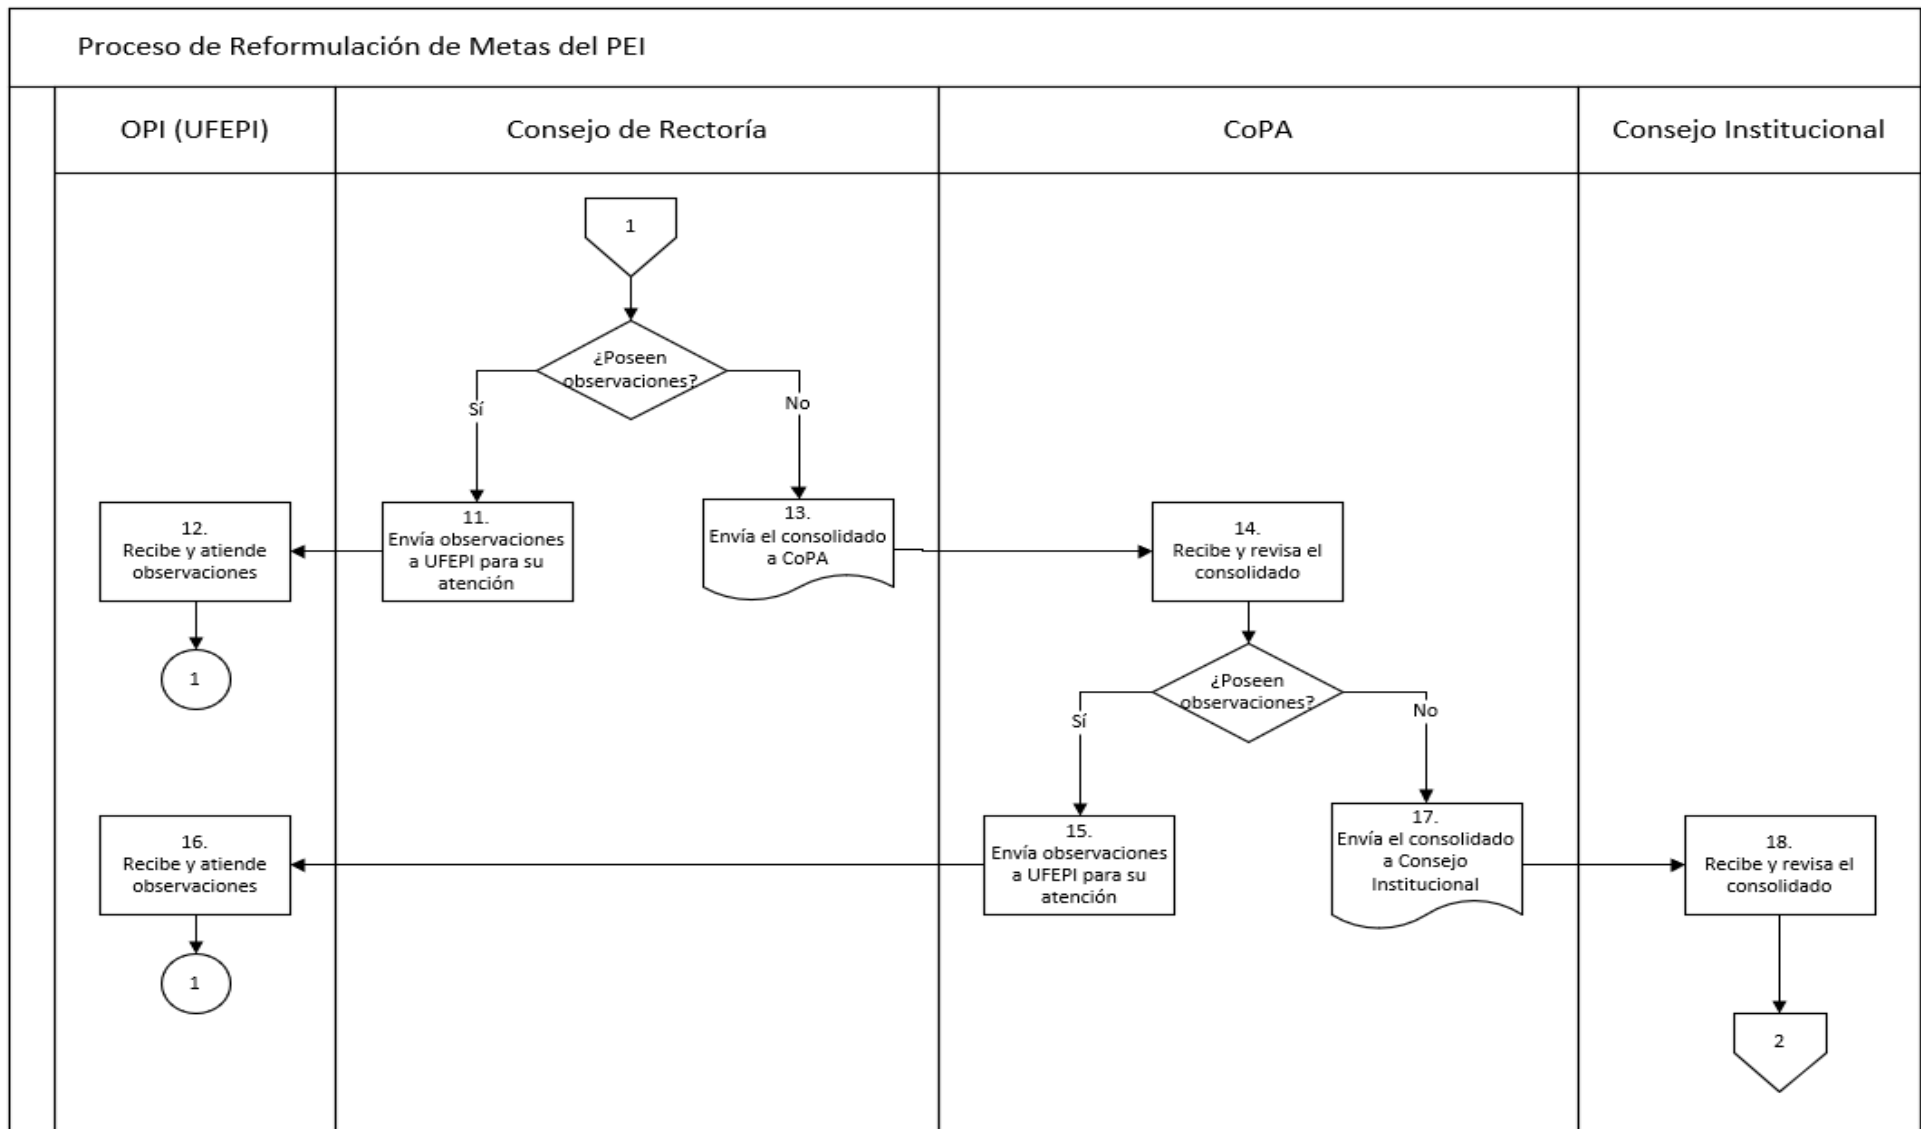 Proceso de Reformulación de Metas del PEI
OPI (UFEPI)
Consejo de Rectoría
CoPA
Consejo Institucional
1
¿Poseen
observaciones?
Sí
No
12.
Recibe y atiende
observaciones
11.
Envía observaciones
a UFEPI para su
atención
13.
Envía el consolidado
a CoPA
14.
Recibe y revisa el
consolidado
1
¿Poseen
observaciones?
Sí
No
16.
Recibe y atiende
observaciones
15.
Envía observaciones
a UFEPI para su
atención
17.
Envía el consolidado
a Consejo
Institucional
18.
Recibe y revisa el
consolidado
1
2